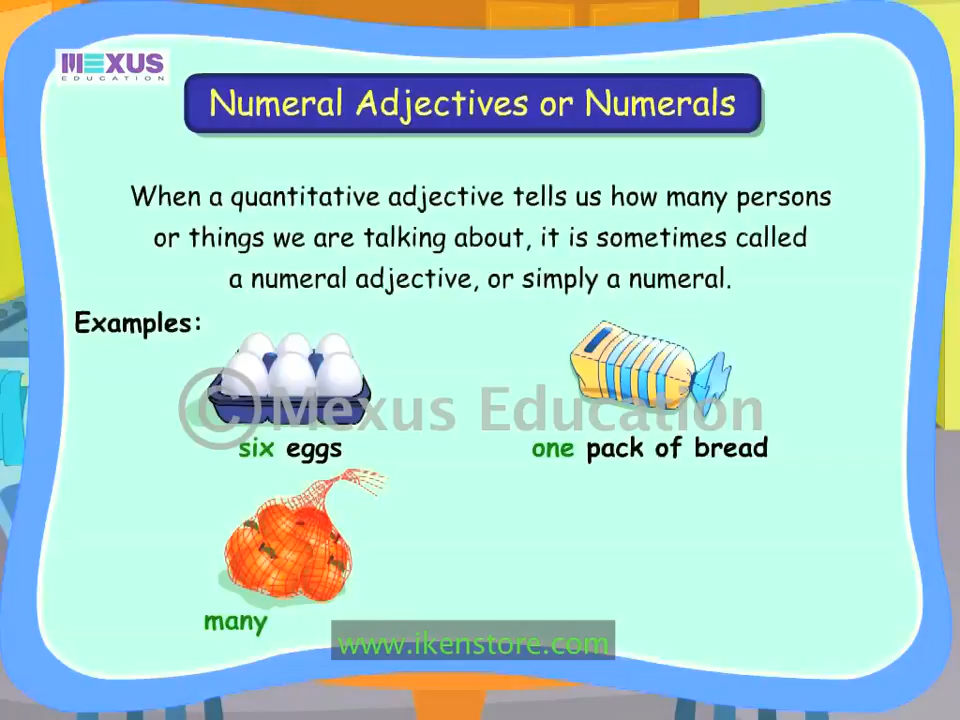 MEXUS
EDUCATION
Numeral Adjectives or Numerals
When a quantitative adjective tells us how many persons
or things we are talking about, it is sometimes called
a numeral adjective, or simply a numeral.
Examples:
© Mexus Education
six eggs
one pack of bread
many
www.ikenstore.com